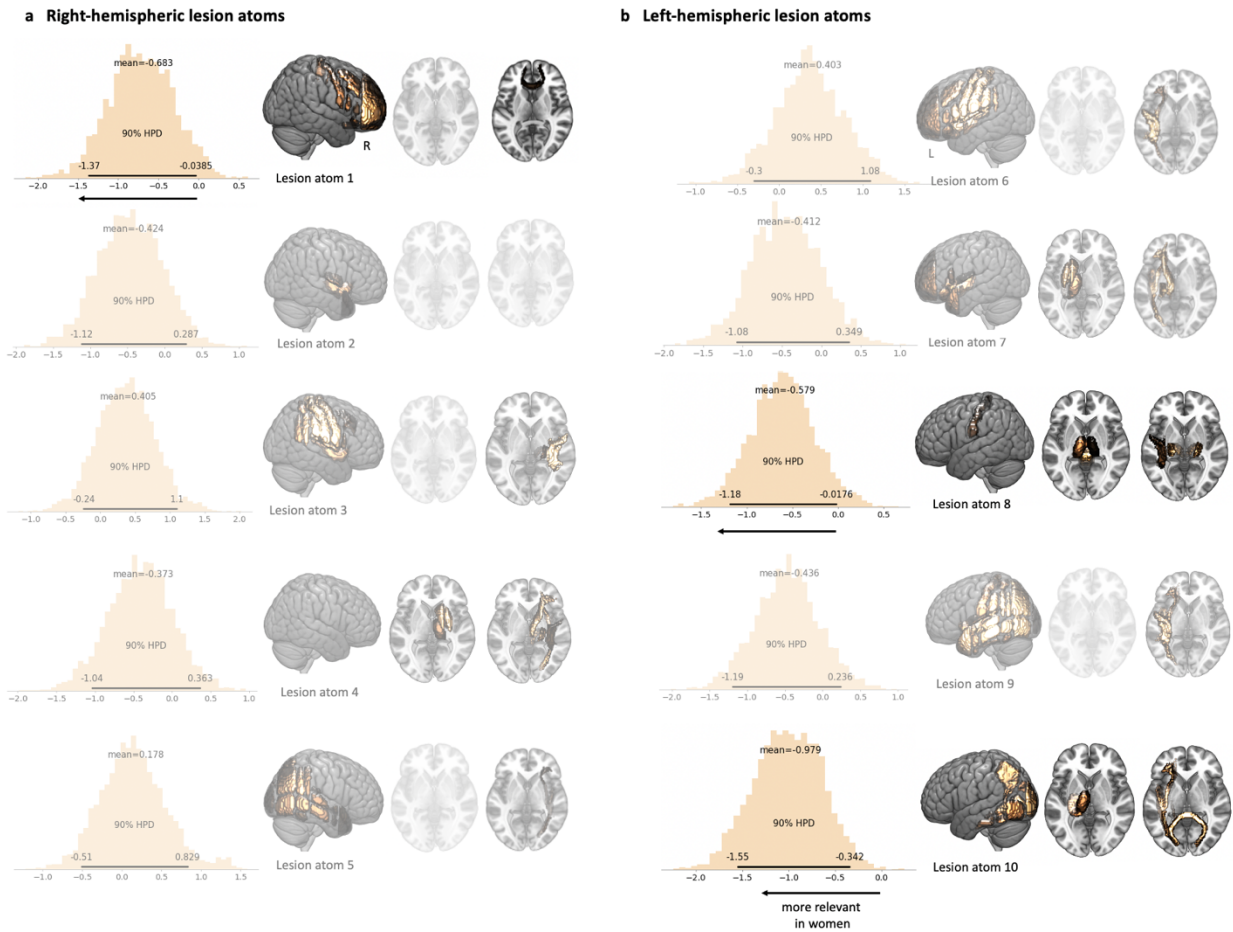 a Right-hemispheric lesion atoms
mean=-0.683
90% HPD
-1.37 -0.0385
−2.0 −1.5 −1.0 −0.5 0.0 0.5
R
Lesion atom 1
mean=-0.424
90% HPD
-1.12 0.287
−2.0 −1.5 −1.0 −0.5 0.0 0.5 1.0
Lesion atom 2
mean=0.405
90% HPD
-0.24 1.1
−1.0 −0.5 0.0 0.5 1.0 1.5 2.0
Lesion atom 3
mean=-0.373
90% HPD
-1.04 0.363
−2.0 −1.5 −1.0 −0.5 0.0 0.5 1.0
Lesion atom 4
mean=0.178
90% HPD
-0.51 0.829
−1.0 −0.5 0.0 0.5 1.0 1.5
Lesion atom 5
b Left-hemispheric lesion atoms
mean=0.403
90% HPD
-0.3 1.08
−1.0 −0.5 0.0 0.5 1.0 1.5
L
Lesion atom 6
mean=-0.412
90% HPD
-1.08 0.349
−2.0 −1.5 −1.0 −0.5 0.0 0.5 1.0
Lesion atom 7
mean=-0.579
90% HPD
-1.18 -0.0176
−1.5 −1.0 −0.5 0.0 0.5
Lesion atom 8
mean=-0.436
90% HPD
-1.19 0.236
−2.0 −1.5 −1.0 −0.5 0.0 0.5 1.0
Lesion atom 9
mean=-0.979
90% HPD
-1.55 -0.342
−2.0 −1.5 −1.0 −0.5 0.0
Lesion atom 10
more relevant
in women